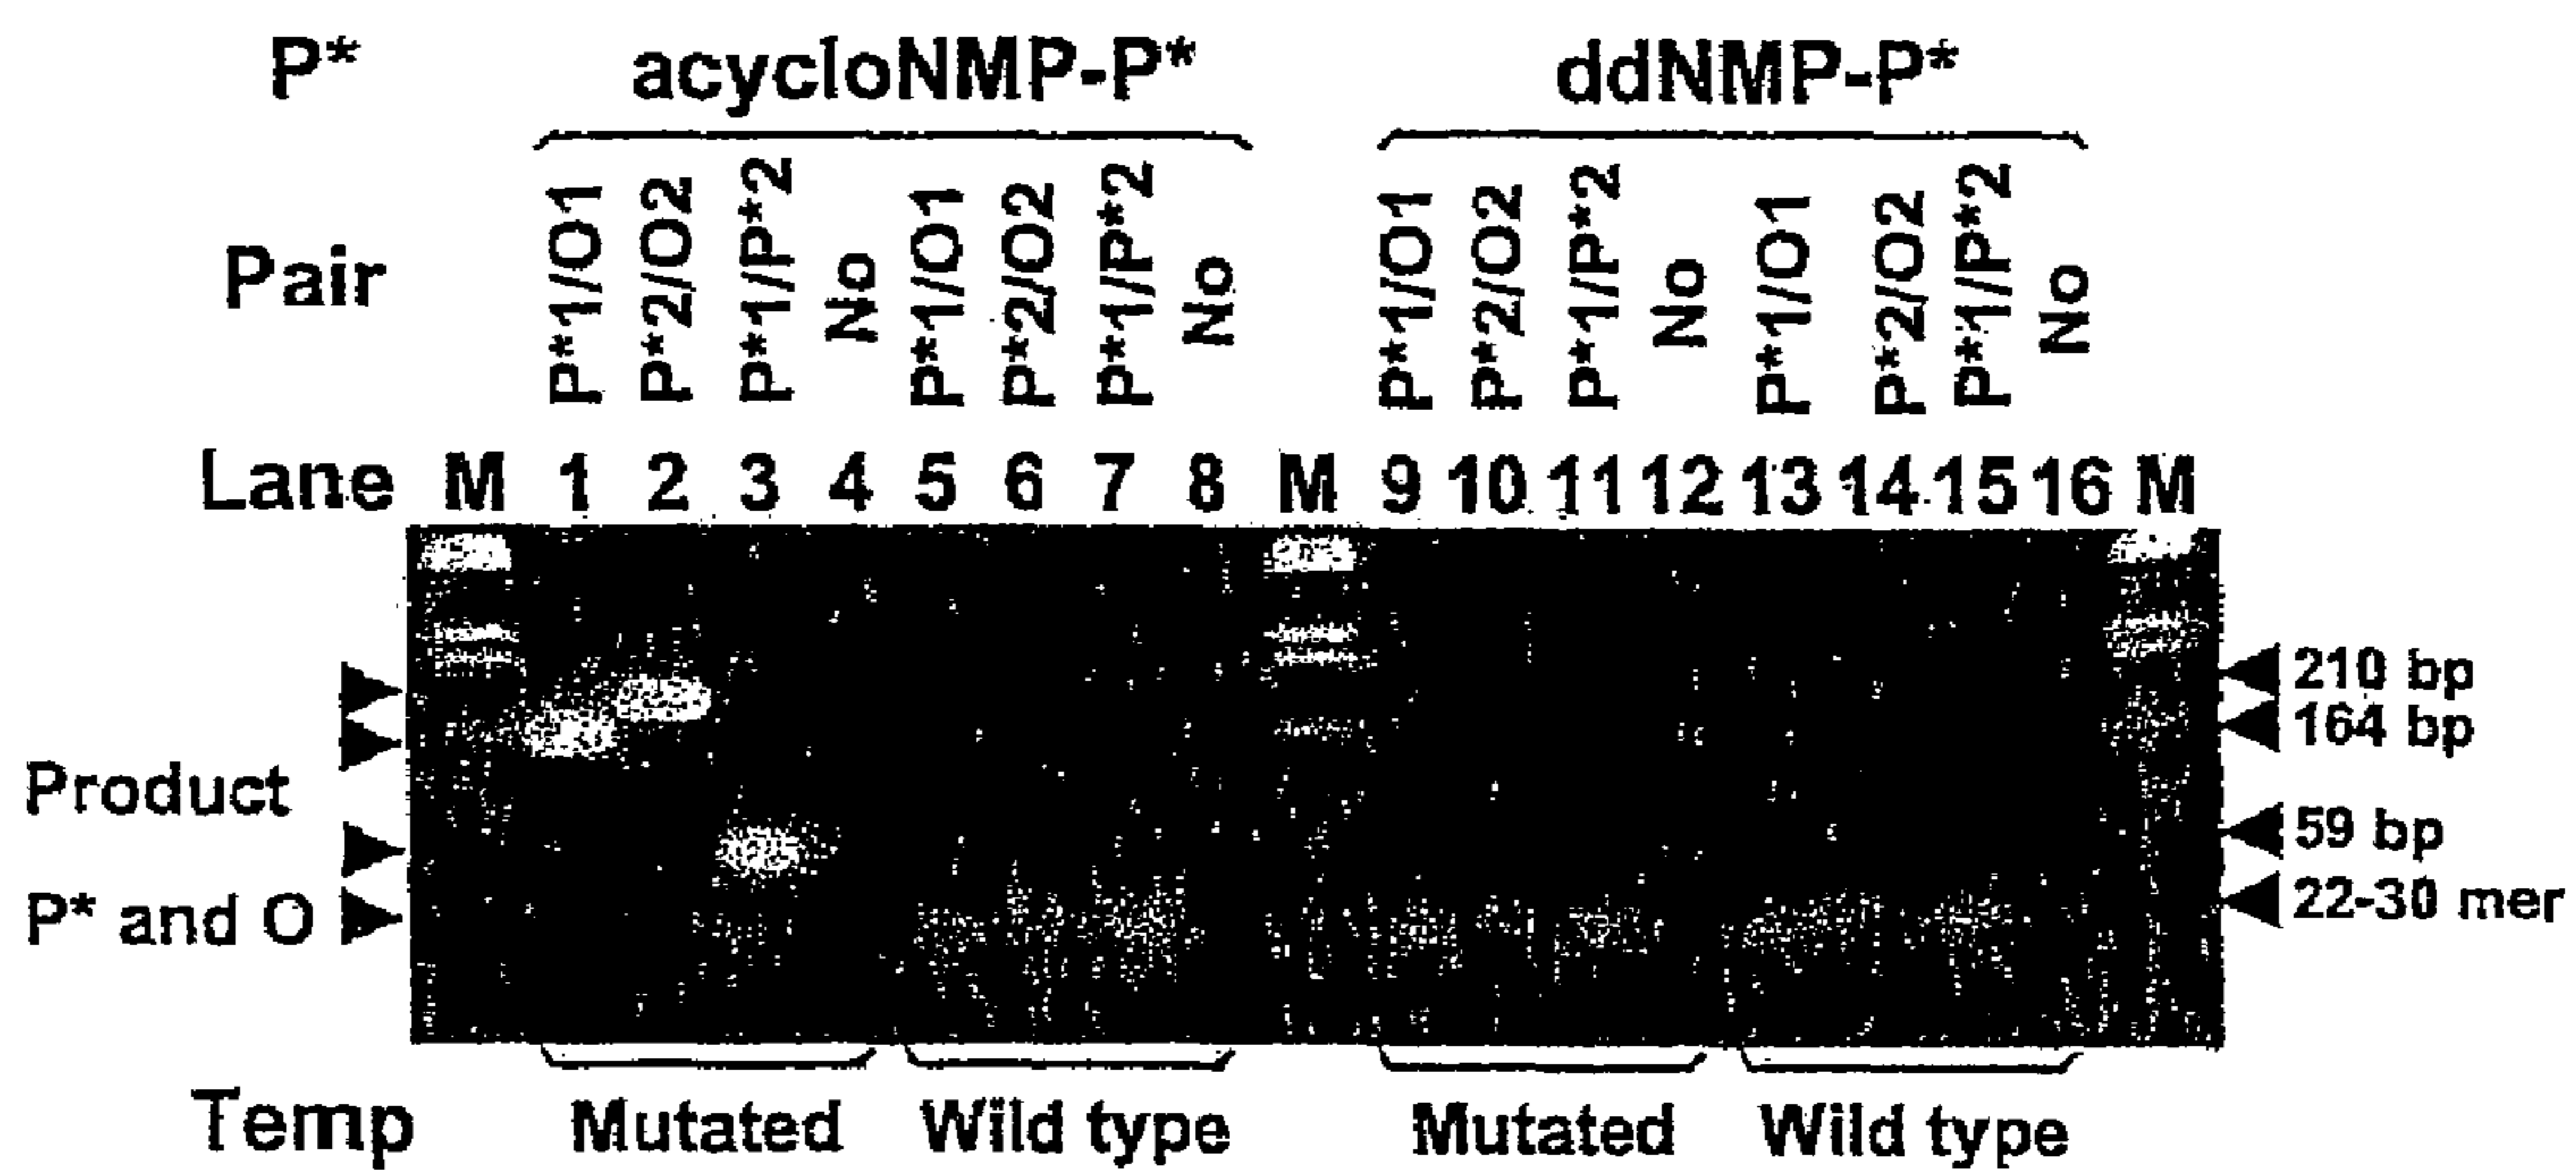 P* acycloNMP-P* ddNMP-P*
Pair P*1/O1 P*2/O2 P*1/P*2 No P*1/O1 P*2/O2 P*1/P*2 No P*1/O1 P*2/O2 P*1/P*2 No P*1/O1 P*2/O2 P*1/P*2 No
Lane M 1 2 3 4 5 6 7 8 M 9 10 11 12 13 14 15 16 M
210 bp
164 bp
Product
59 bp
P* and O 22-30 mer
Temp Mutated Wild type Mutated Wild type